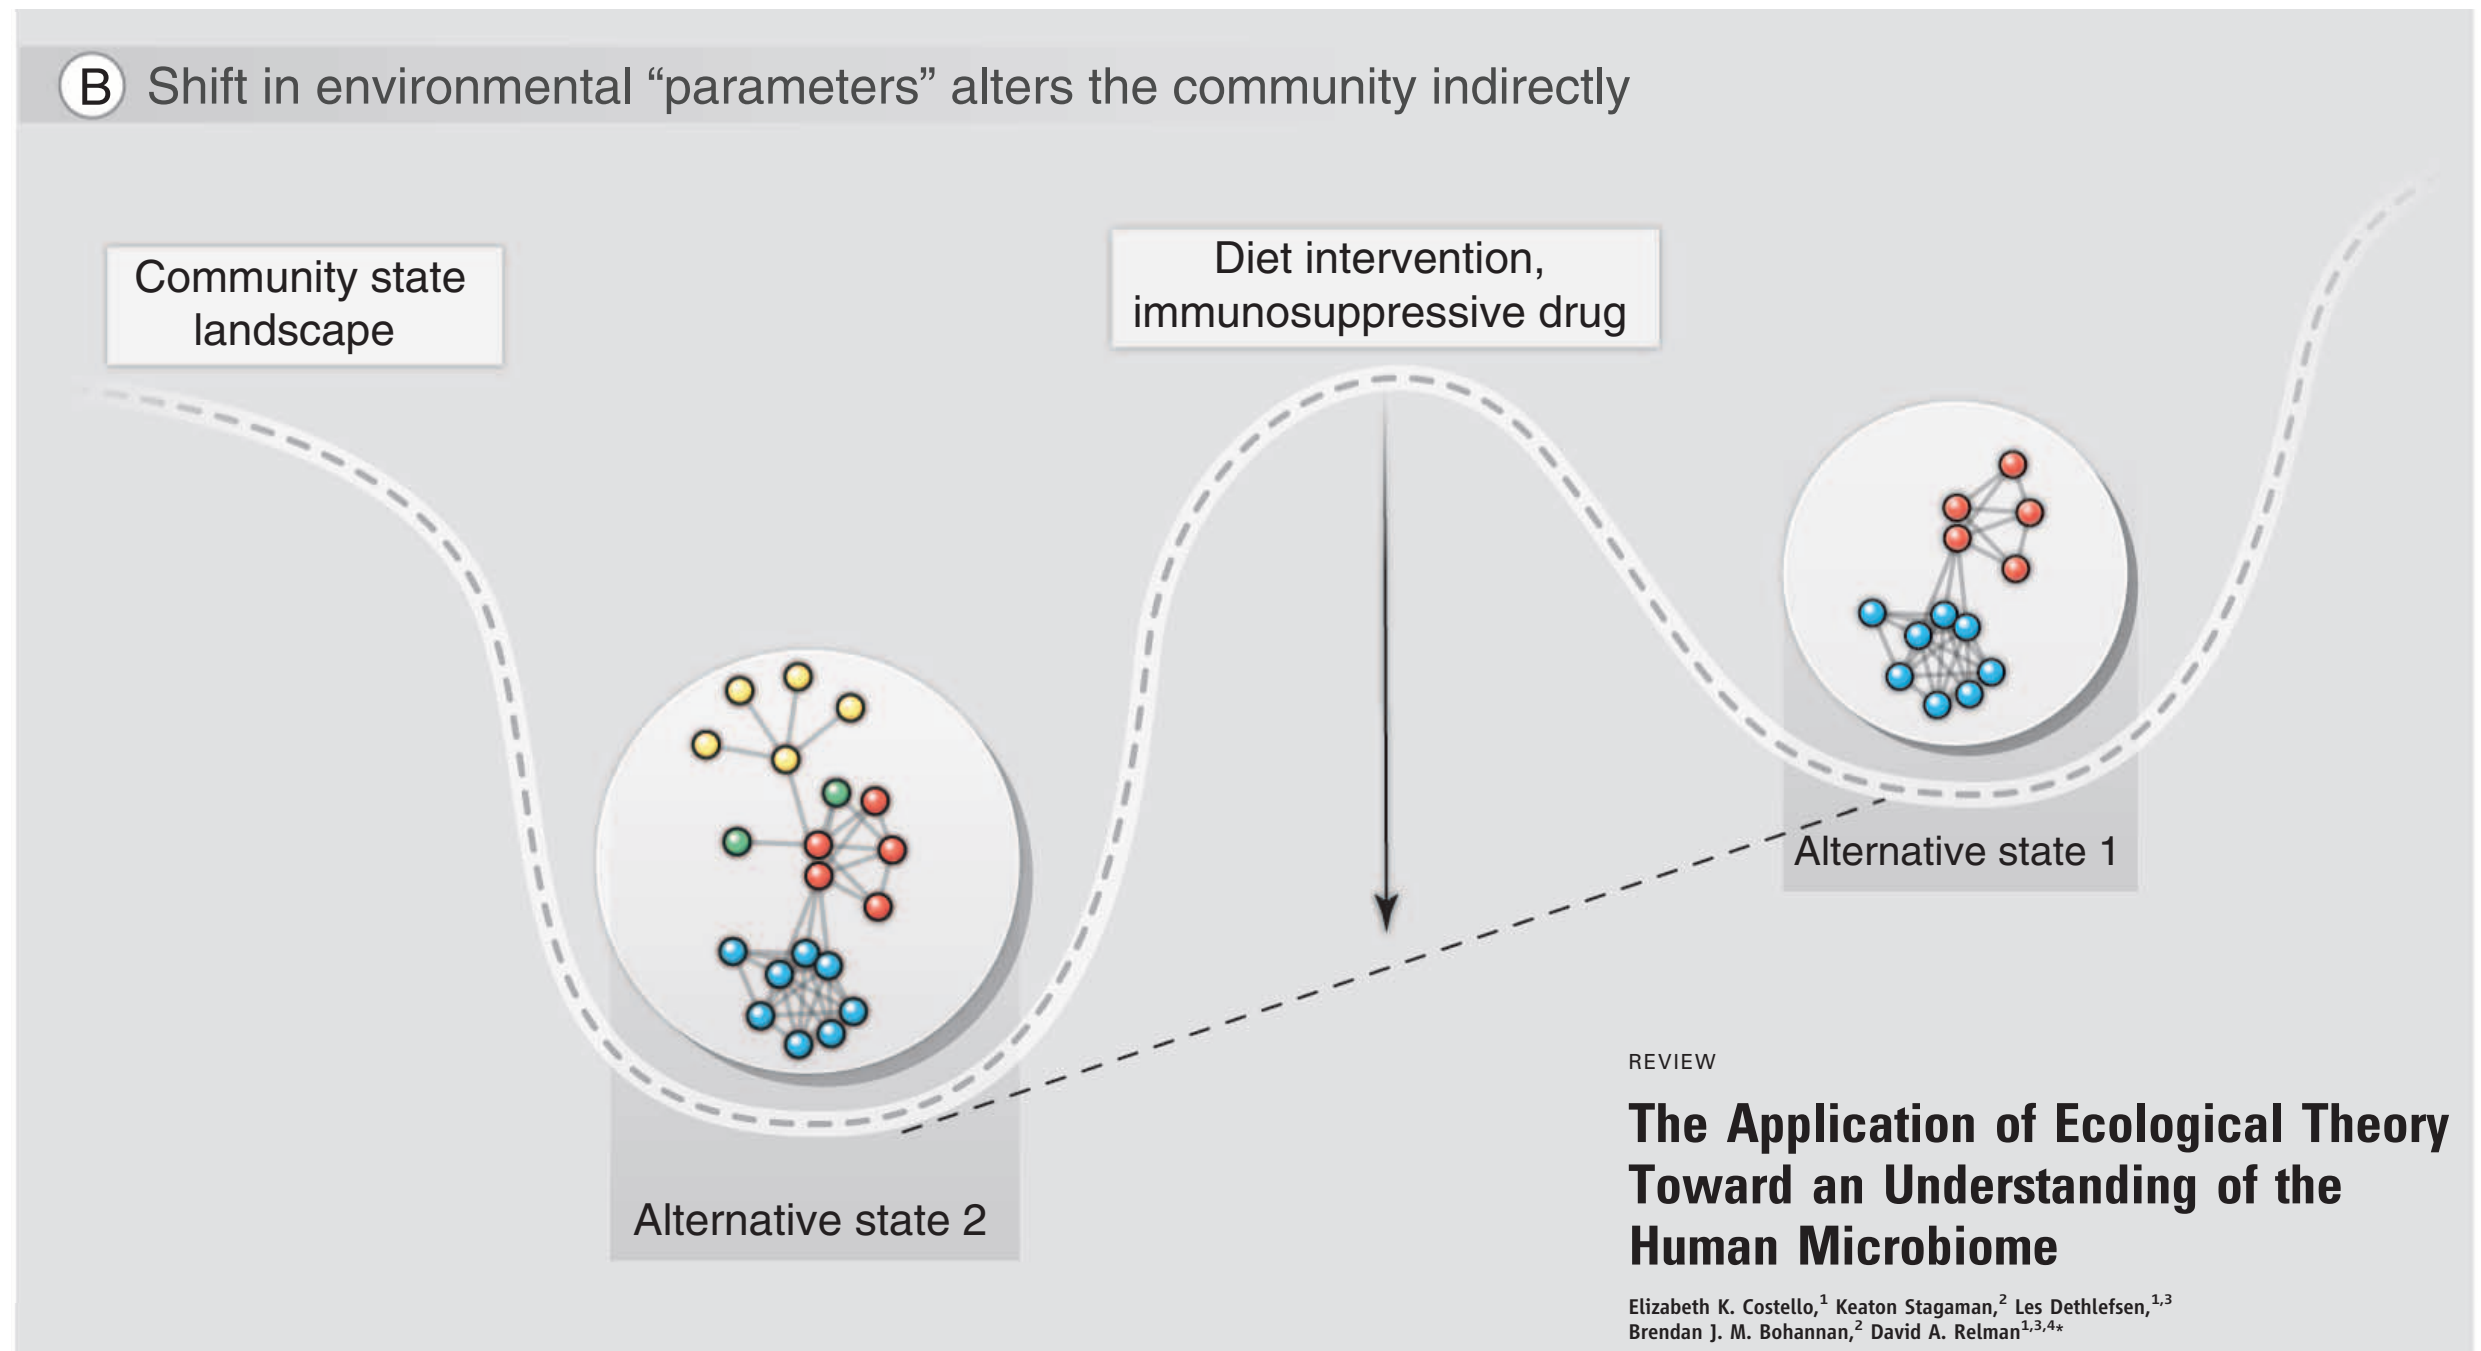 B Shift in environmental “parameters” alters the community indirectly
Community state
landscape
Diet intervention,
immunosuppressive drug
Alternative state 1
Alternative state 2
REVIEW
The Application of Ecological Theory
Toward an Understanding of the
Human Microbiome
Elizabeth K. Costello,1 Keaton Stagaman,2 Les Dethlefsen,1,3
Brendan J. M. Bohannan,2 David A. Relman1,3,4*